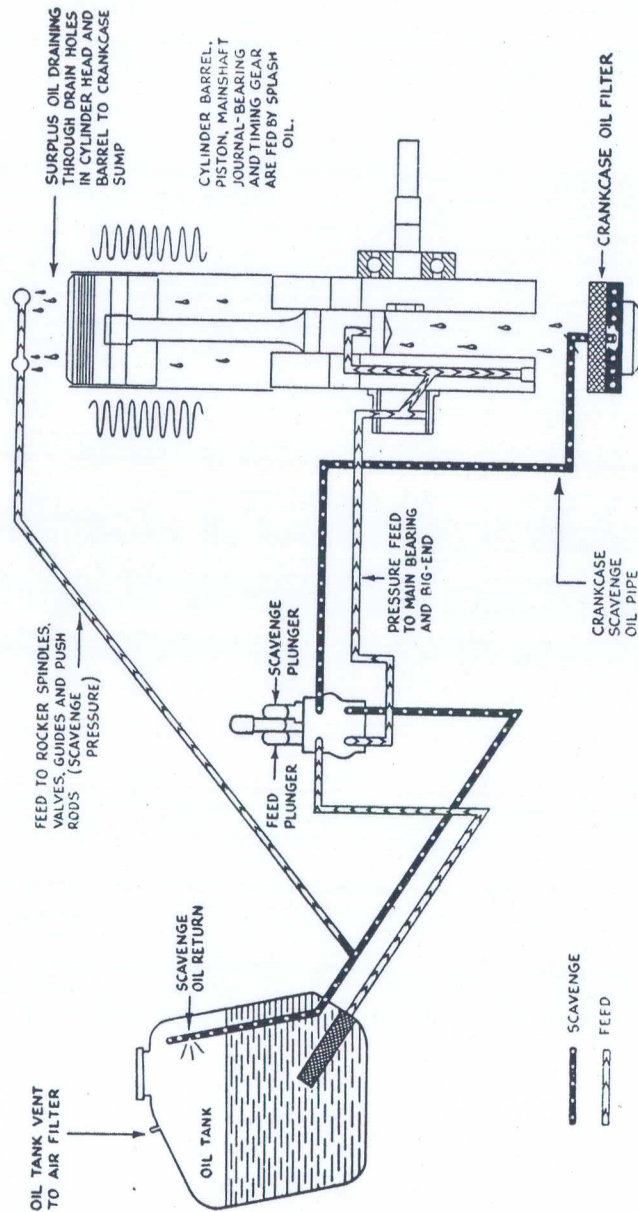 OIL TANK VENT
TO AIR FILTER
OIL TANK
SCAVENGE
OIL RETURN
FEED TO ROCKER SPINDLES,
VALVES, GUIDES AND PUSH
RODS (SCAVENGE
PRESSURE)
SURPLUS OIL DRAINING
THROUGH DRAIN HOLES
IN CYLINDER HEAD AND
BARREL TO CRANKCASE
SUMP
CYLINDER BARREL,
PISTON, MAINSHAFT
JOURNAL-BEARING
AND TIMING GEAR
ARE FED BY SPLASH
OIL.
FEED
PLUNGER
SCAVENGE
PLUNGER
PRESSURE FEED
TO MAIN BEARING
AND BIG-END
CRANKCASE
SCAVENGE
OIL PIPE
CRANKCASE OIL FILTER
SCAVENGE
FEED